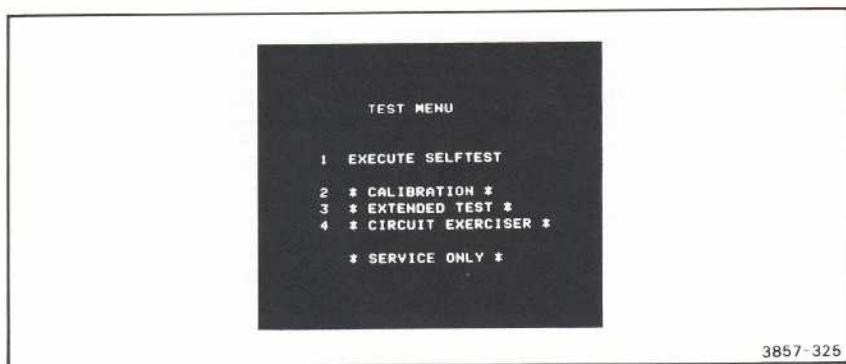 TEST MENU
1 EXECUTE SELFTEST
2 * CALIBRATION *
3 * EXTENDED TEST *
4 * CIRCUIT EXERCISER *
* SERVICE ONLY *
3857-325